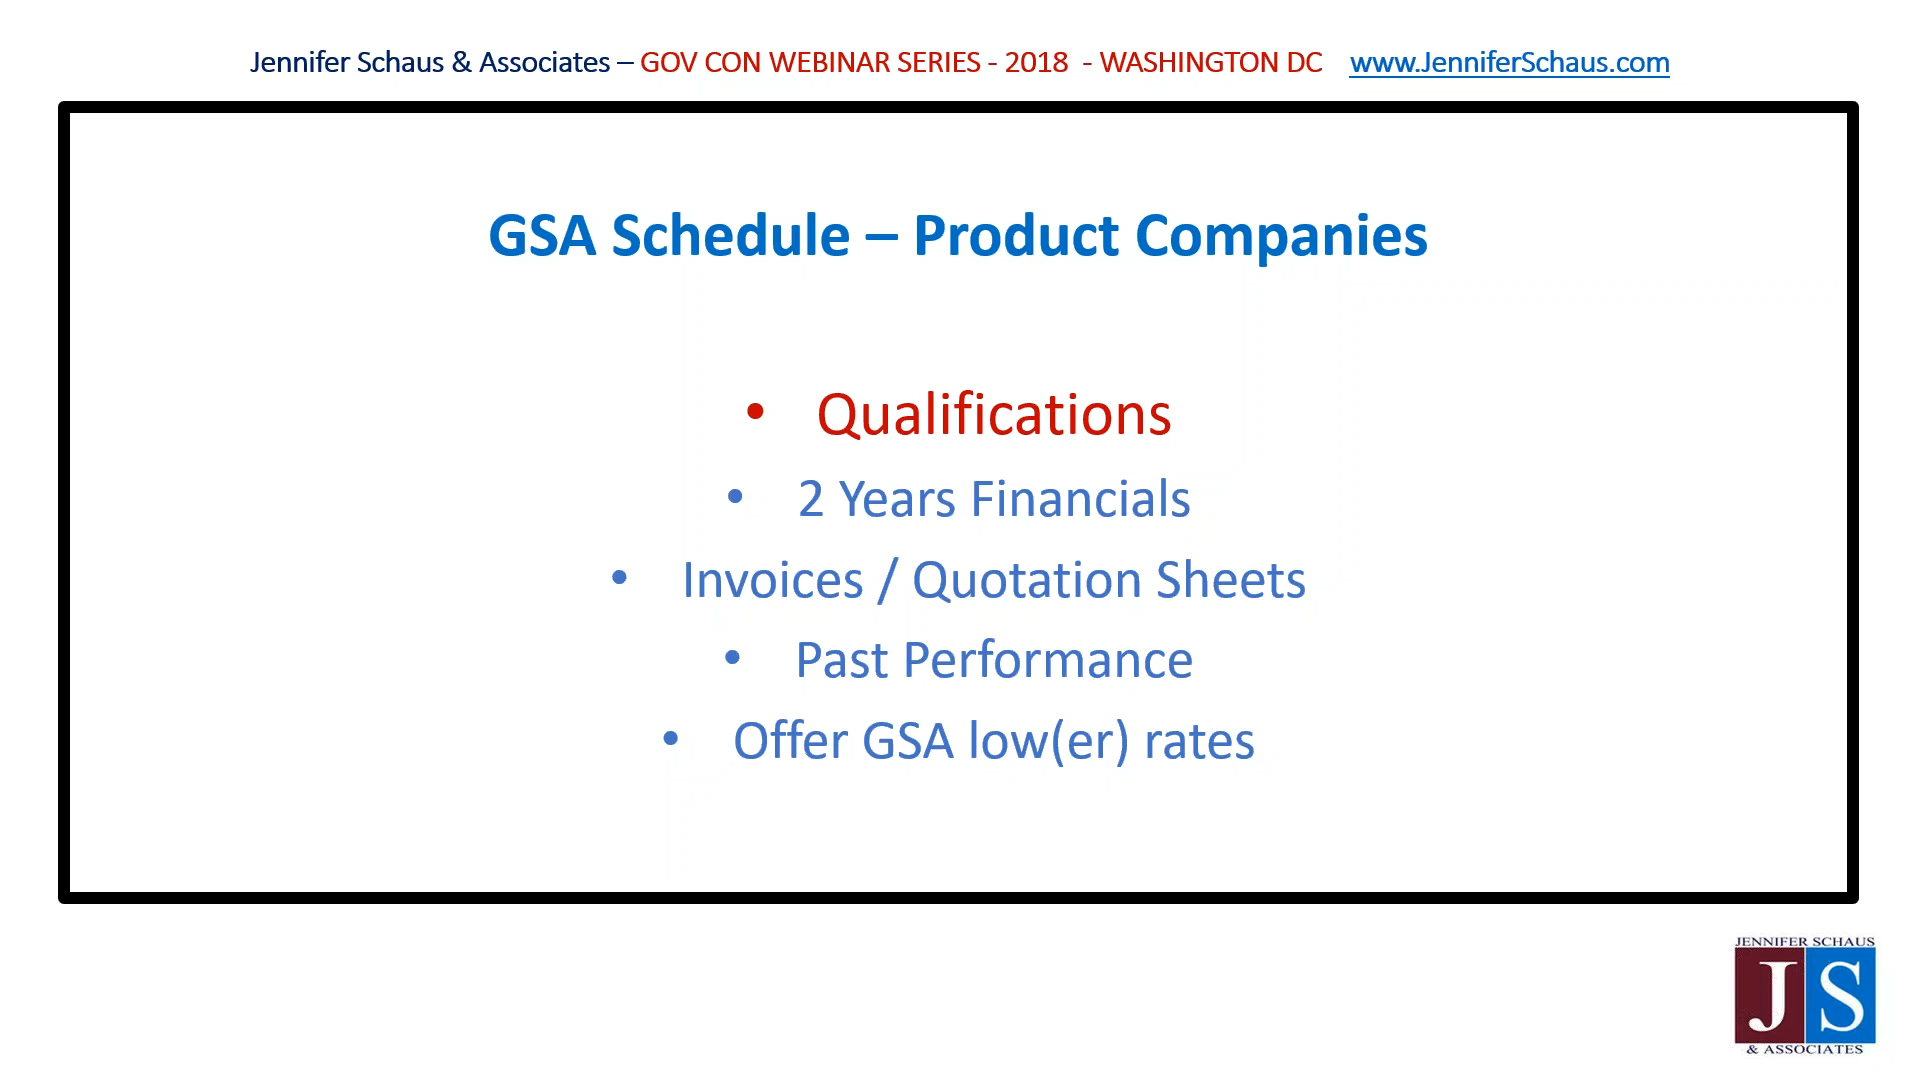 Jennifer Schaus & Associates – GOV CON WEBINAR SERIES - 2018 - WASHINGTON DC www.JenniferSchaus.com
GSA Schedule – Product Companies
• Qualifications
• 2 Years Financials
• Invoices / Quotation Sheets
• Past Performance
• Offer GSA low(er) rates
JENNIFER SCHAUS
JS
& ASSOCIATES